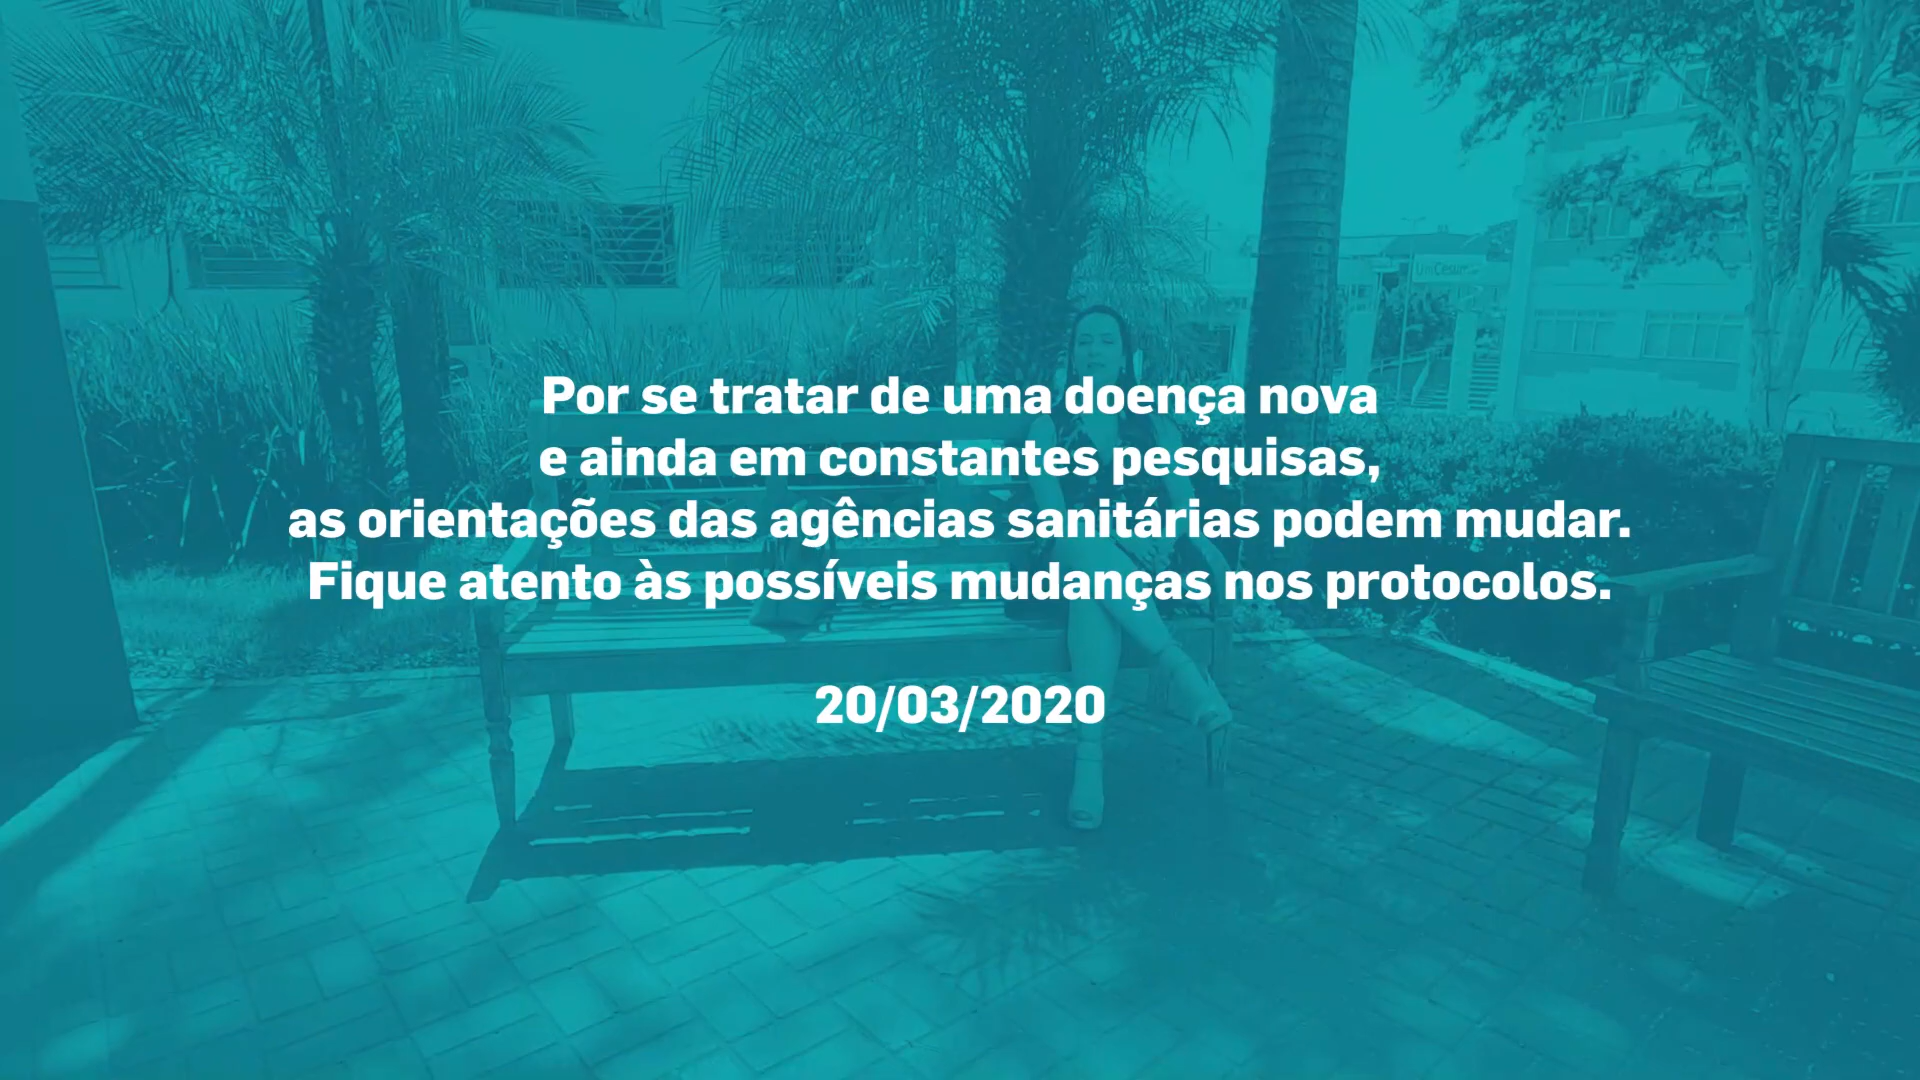 UniCesumar
Por se tratar de uma doença nova
e ainda em constantes pesquisas,
as orientações das agências sanitárias podem mudar.
Fique atento às possíveis mudanças nos protocolos.
20/03/2020